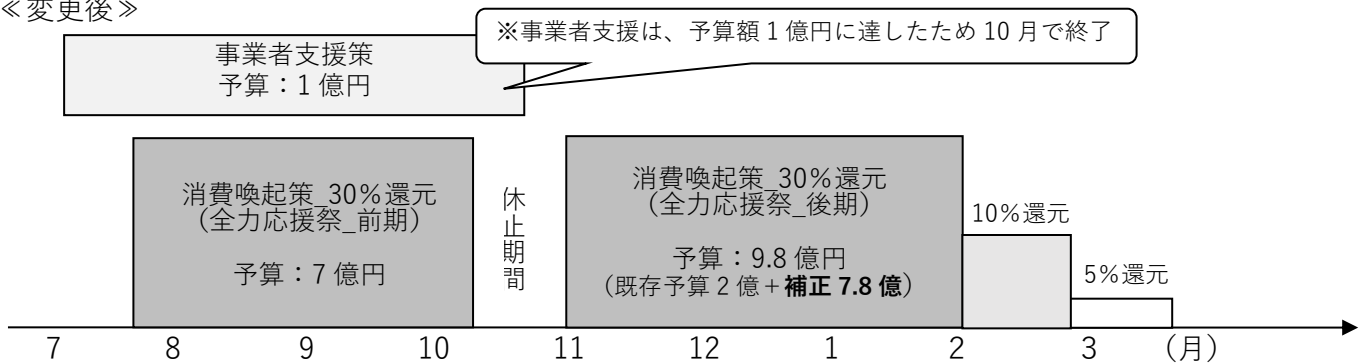 ≪変更後≫
※事業者支援は、予算額1億円に達したため10月で終了
事業者支援策
予算：1億円
消費喚起策_30％還元
（全力応援祭_前期）
予算：7億円
休止期間
消費喚起策_30％還元
（全力応援祭_後期）
予算：9.8億円
（既存予算2億＋補正7.8億）
10％還元
5％還元
7 8 9 10 11 12 1 2 3 （月）